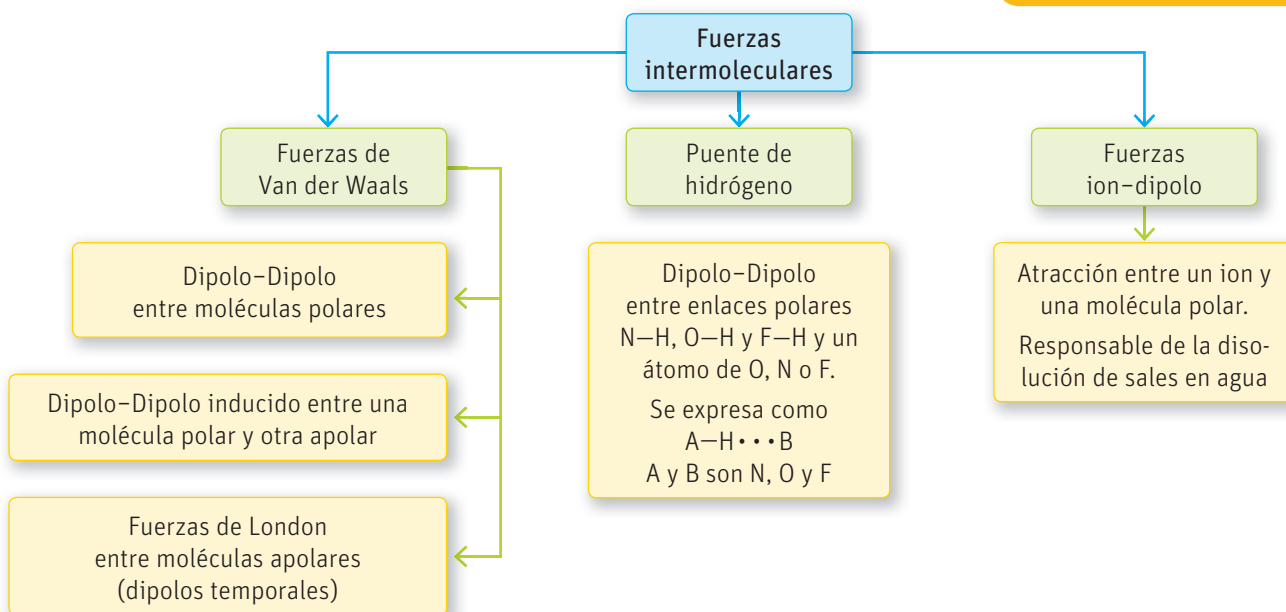 Fuerzas
intermoleculares
Fuerzas de
Van der Waals
Dipolo–Dipolo
entre moléculas polares
Dipolo–Dipolo inducido entre una
molécula polar y otra apolar
Fuerzas de London
entre moléculas apolares
(dipolos temporales)
Puente de
hidrógeno
Dipolo–Dipolo
entre enlaces polares
N—H, O—H y F—H y un
átomo de O, N o F.
Se expresa como
A—H•••B
A y B son N, O y F
Fuerzas
ion–dipolo
Atracción entre un ion y
una molécula polar.
Responsable de la diso-
lución de sales en agua